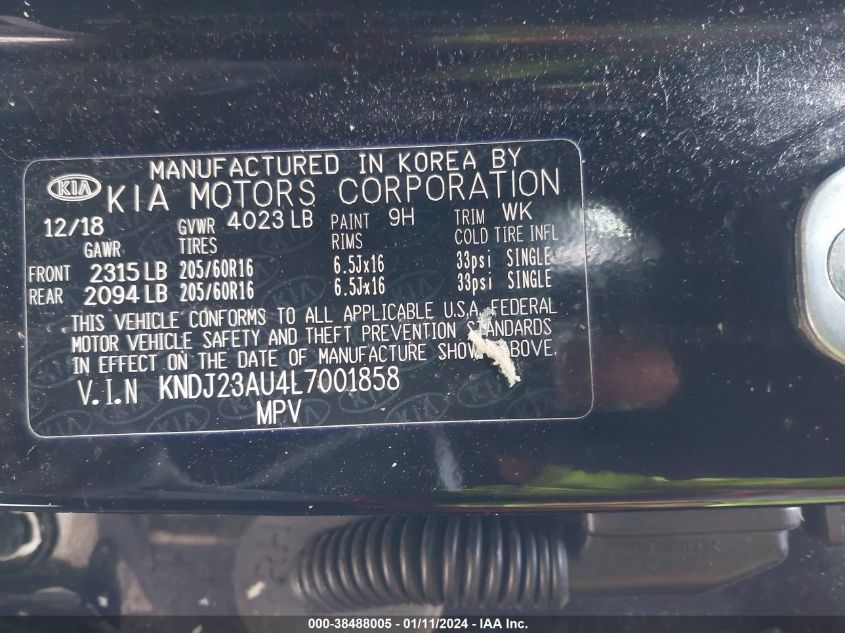 MANUFACTURED IN KOREA BY
KIA KIA MOTORS CORPORATION
12/18 GVWR 4023 LB PAINT 9H TRIM WK
GAWR TIRES RIMS COLD TIRE INFL
FRONT 2315 LB 205/60R16 6.5Jx16 33psi SINGLE
REAR 2094 LB 205/60R16 6.5Jx16 33psi SINGLE
THIS VEHICLE CONFORMS TO ALL APPLICABLE U.S.A. FEDERAL
MOTOR VEHICLE SAFETY AND THEFT PREVENTION STANDARDS
IN EFFECT ON THE DATE OF MANUFACTURE SHOWN ABOVE.
V.I.N KNDJ23AU4L7001858
MPV
000-38488005 - 01/11/2024 - IAA Inc.